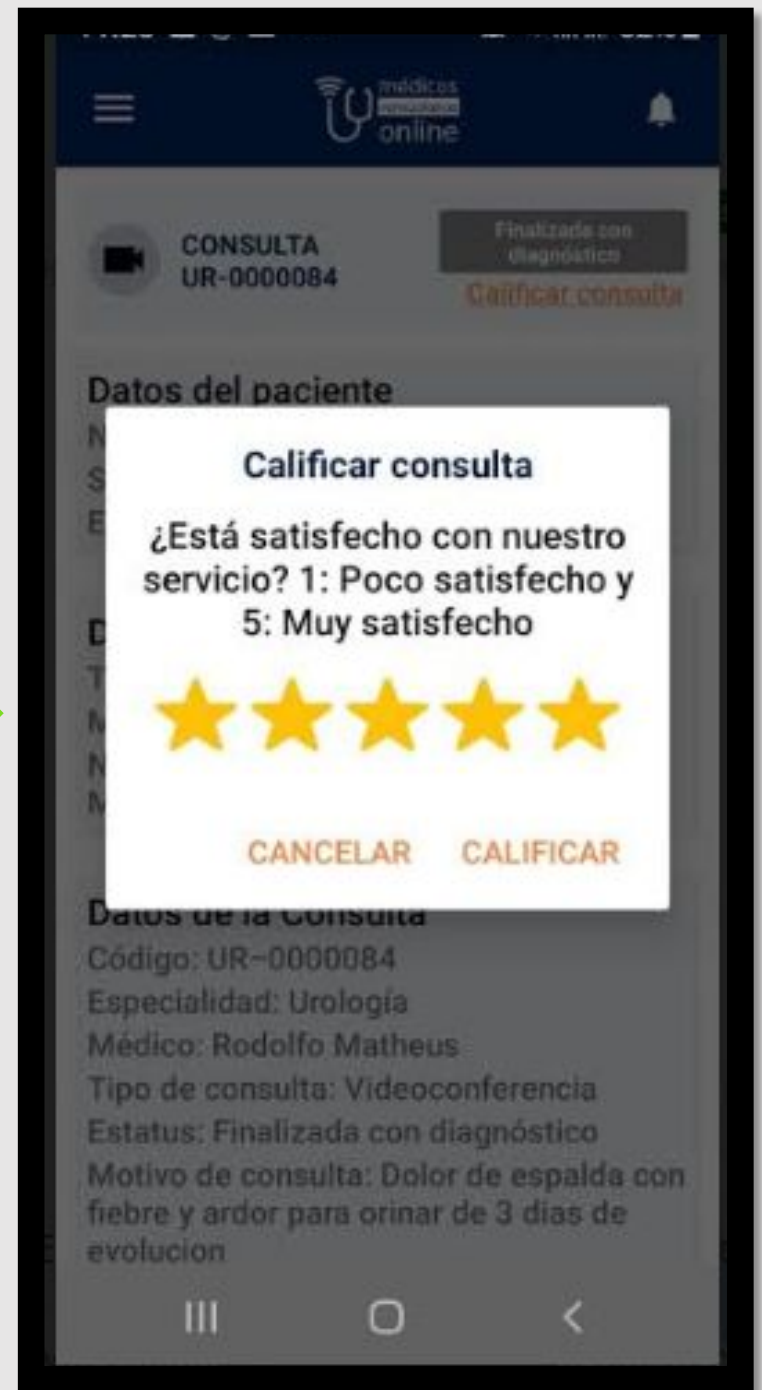 médicos
online
CONSULTA
UR-0000084
Finalizada con
diagnóstico
Calificar consulta
Datos del paciente
N
S
E
Calificar consulta
¿Está satisfecho con nuestro
servicio? 1: Poco satisfecho y
5: Muy satisfecho
D
T
M
N
M
CANCELAR CALIFICAR
Datos de la Consulta
Código: UR-0000084
Especialidad: Urología
Médico: Rodolfo Matheus
Tipo de consulta: Videoconferencia
Estatus: Finalizada con diagnóstico
Motivo de consulta: Dolor de espalda con
fiebre y ardor para orinar de 3 dias de
evolucion